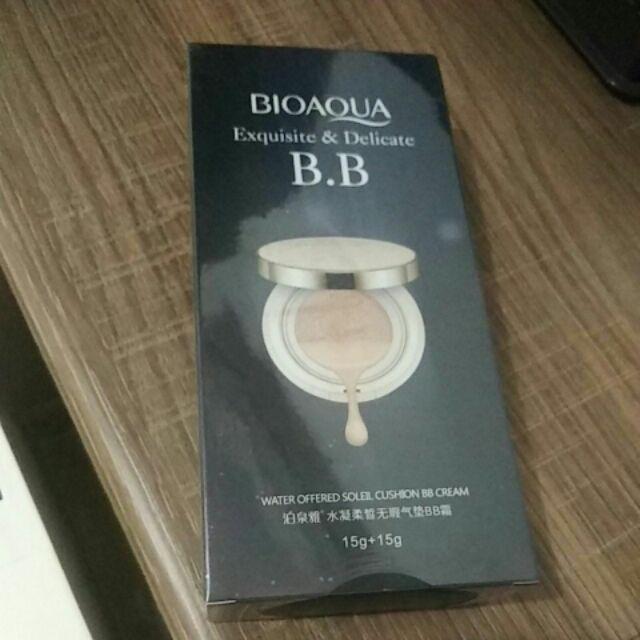 BIOAQUA
Exquisite & Delicate
B.B
WATER OFFERED SOLEIL CUSHION BB CREAM
泊泉雅® 水凝柔皙无瑕气垫BB霜
15g+15g